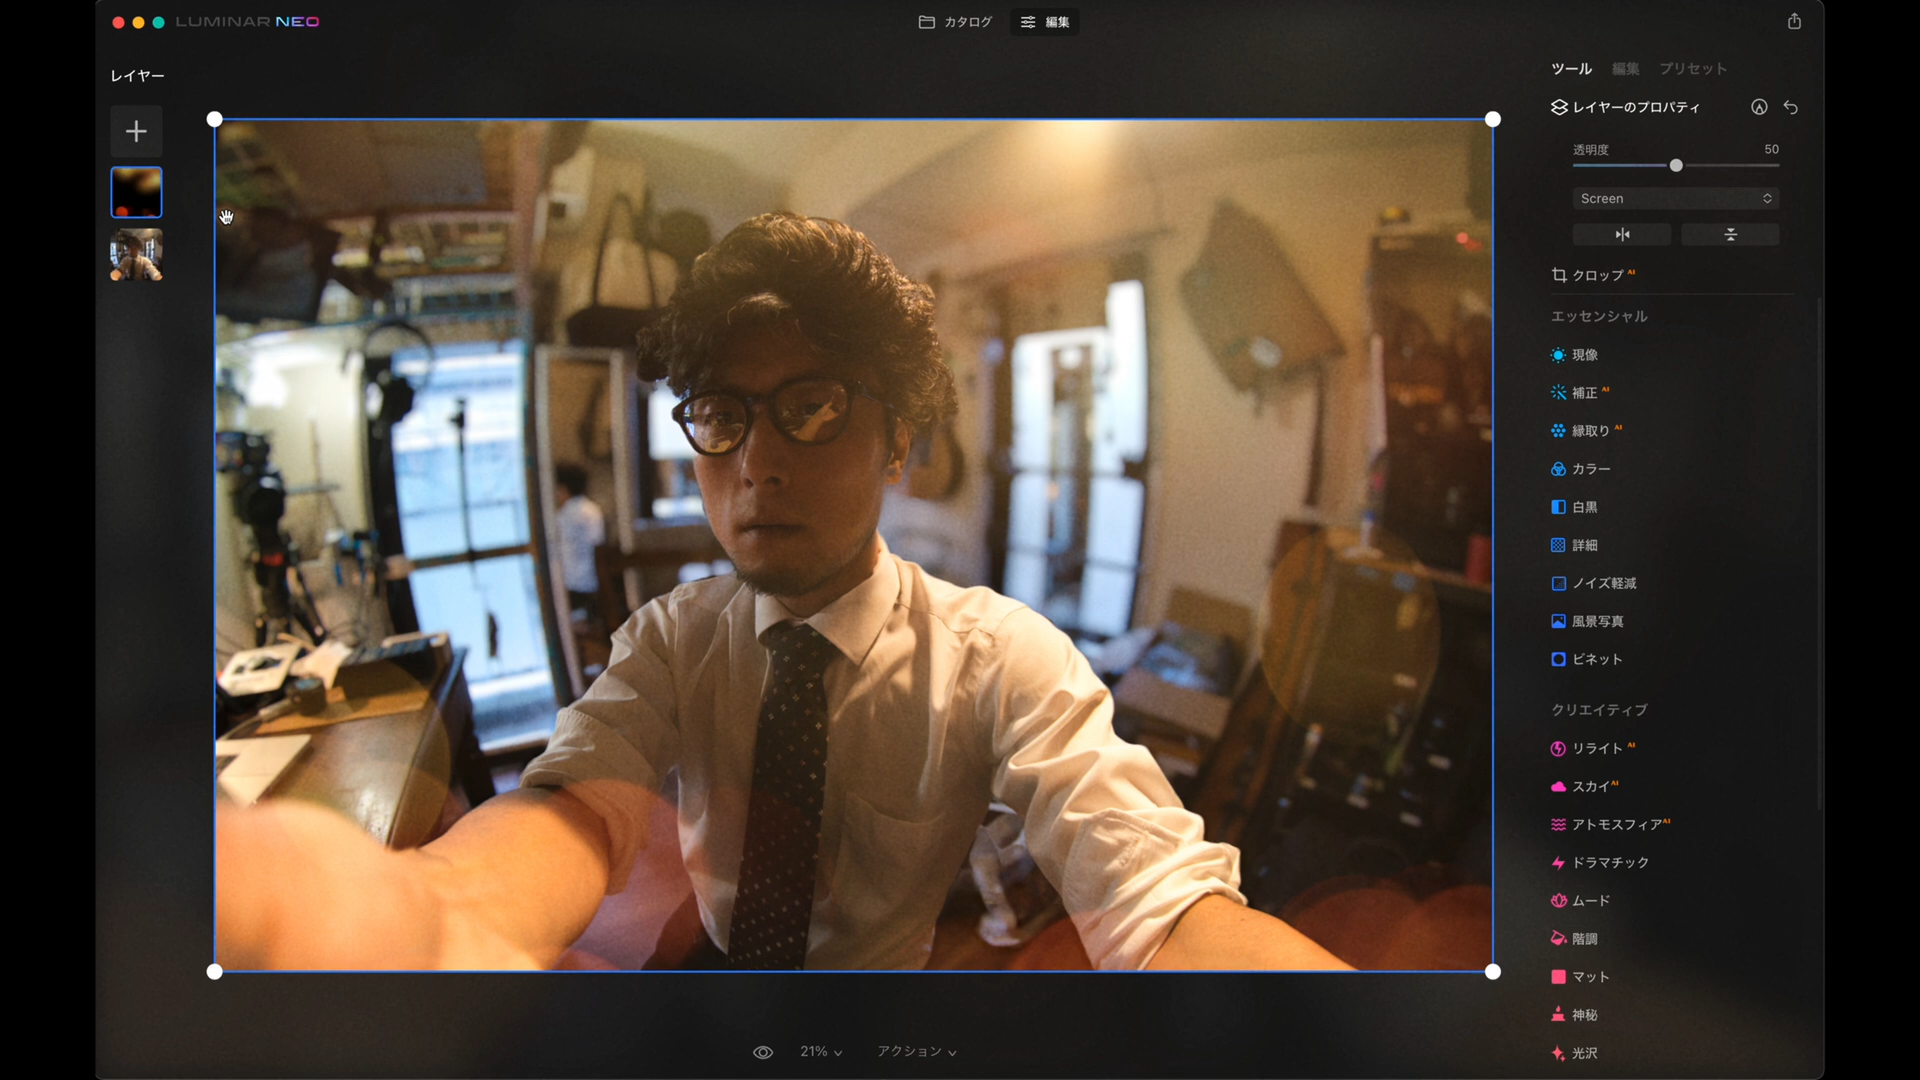 LUMINAR NEO
カタログ
編集
レイヤー
ツール 編集 プリセット
レイヤーのプロパティ
透明度 50
Screen
クロップ AI
エッセンシャル
現像
補正 AI
縁取り AI
カラー
白黒
詳細
ノイズ軽減
風景写真
ビネット
クリエイティブ
リライト AI
スカイ AI
アトモスフィア AI
ドラマチック
ムード
階調
マット
神秘
光沢
21%
アクション